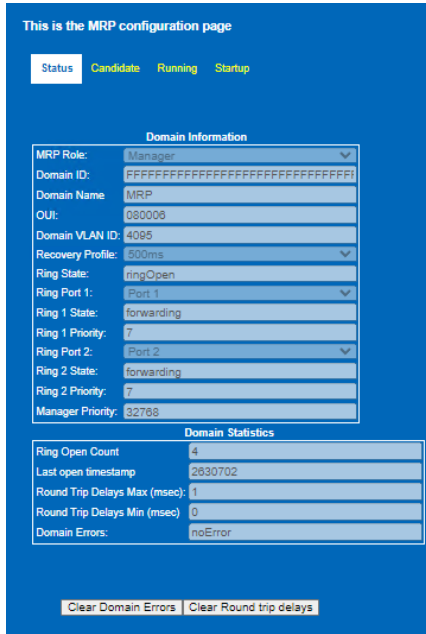 This is the MRP configuration page
Status Candidate Running Startup
Domain Information
MRP Role: Manager
Domain ID: FFFFFFFFFFFFFFFFFFFFFFFFFFFFFFFF
Domain Name MRP
OUI: 080006
Domain VLAN ID: 4095
Recovery Profile: 500ms
Ring State: ringOpen
Ring Port 1: Port 1
Ring 1 State: forwarding
Ring 1 Priority: 7
Ring Port 2: Port 2
Ring 2 State: forwarding
Ring 2 Priority: 7
Manager Priority: 32768
Domain Statistics
Ring Open Count 4
Last open timestamp 2630702
Round Trip Delays Max (msec): 1
Round Trip Delays Min (msec) 0
Domain Errors: noError
Clear Domain Errors Clear Round trip delays